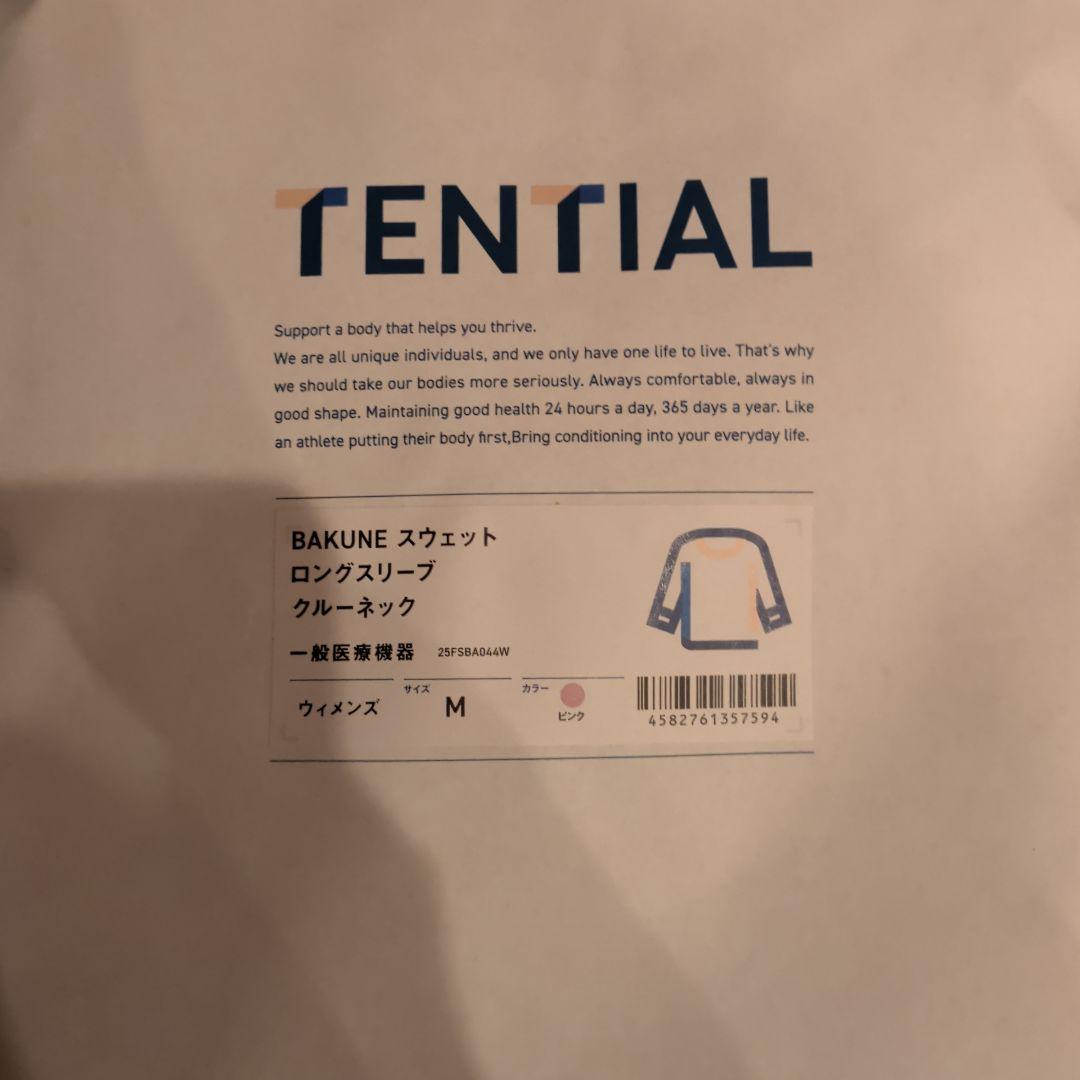 TENTIAL
Support a body that helps you thrive.
We are all unique individuals, and we only have one life to live. That's why
we should take our bodies more seriously. Always comfortable, always in
good shape. Maintaining good health 24 hours a day, 365 days a year. Like
an athlete putting their body first,Bring conditioning into your everyday life.
BAKUNE スウェット
ロングスリーブ
クルーネック
一般医療機器 25FSBA044W
ウィメンズ
サイズ
M
カラー
ピンク
4582761357594